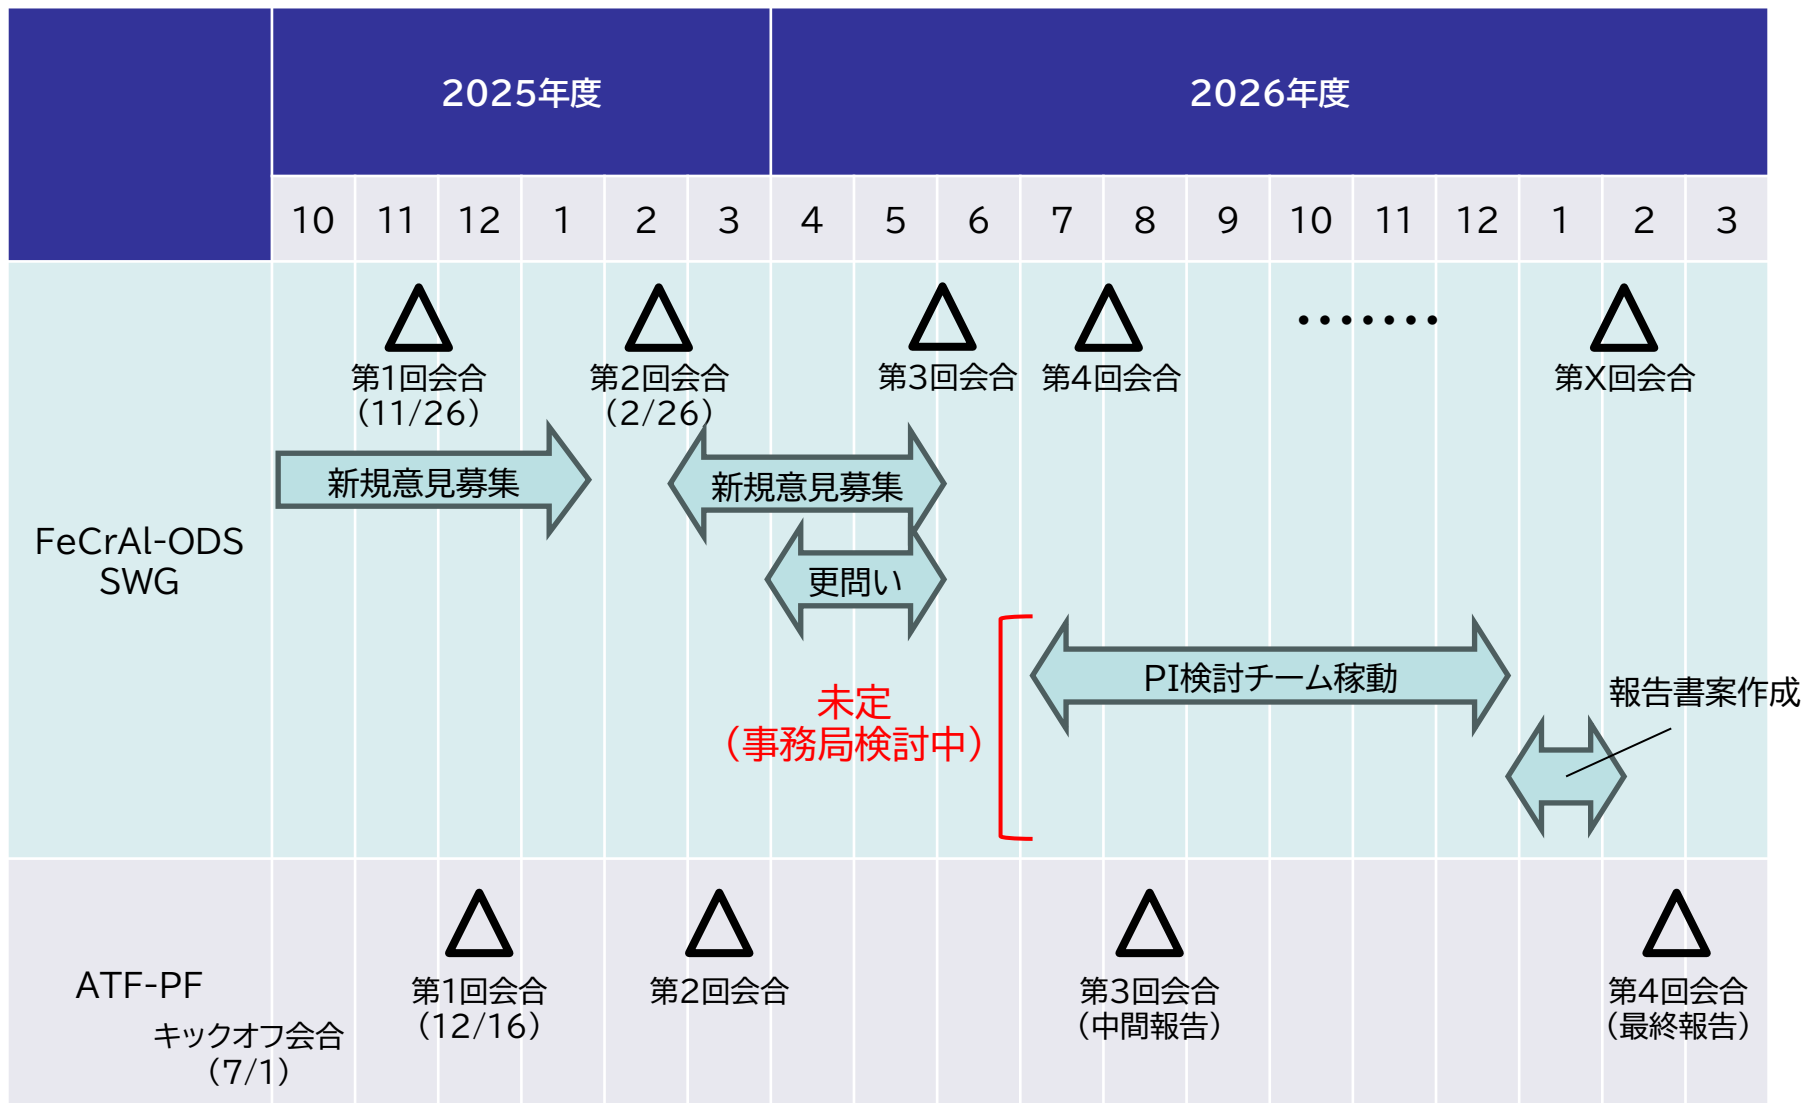 2025年度
2026年度
10 11 12 1 2 3 4 5 6 7 8 9 10 11 12 1 2 3
第1回会合
（11/26）
第2回会合
（2/26）
第3回会合
第4回会合
・・・・・・・
第X回会合
新規意見募集
新規意見募集
更問い
FeCrAl-ODS
SWG
未定
（事務局検討中）
PI検討チーム稼動
報告書案作成
ATF-PF
キックオフ会合
（7/1）
第1回会合
（12/16）
第2回会合
第3回会合
（中間報告）
第4回会合
（最終報告）